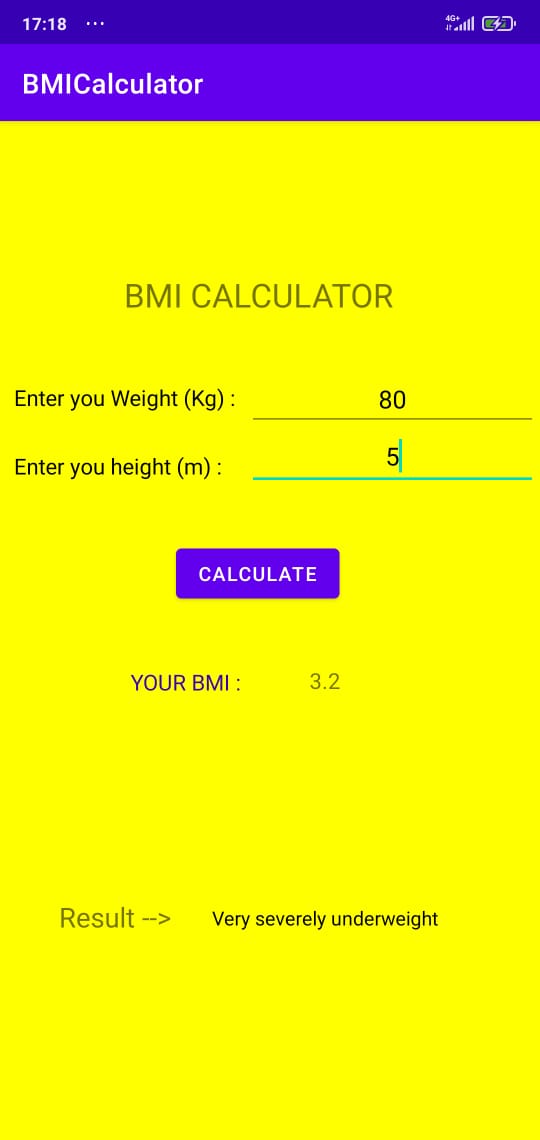 17:18 ... 4G+
BMICalculator
BMI CALCULATOR
Enter you Weight (Kg) : 80
Enter you height (m) : 5
CALCULATE
YOUR BMI : 3.2
Result --> Very severely underweight